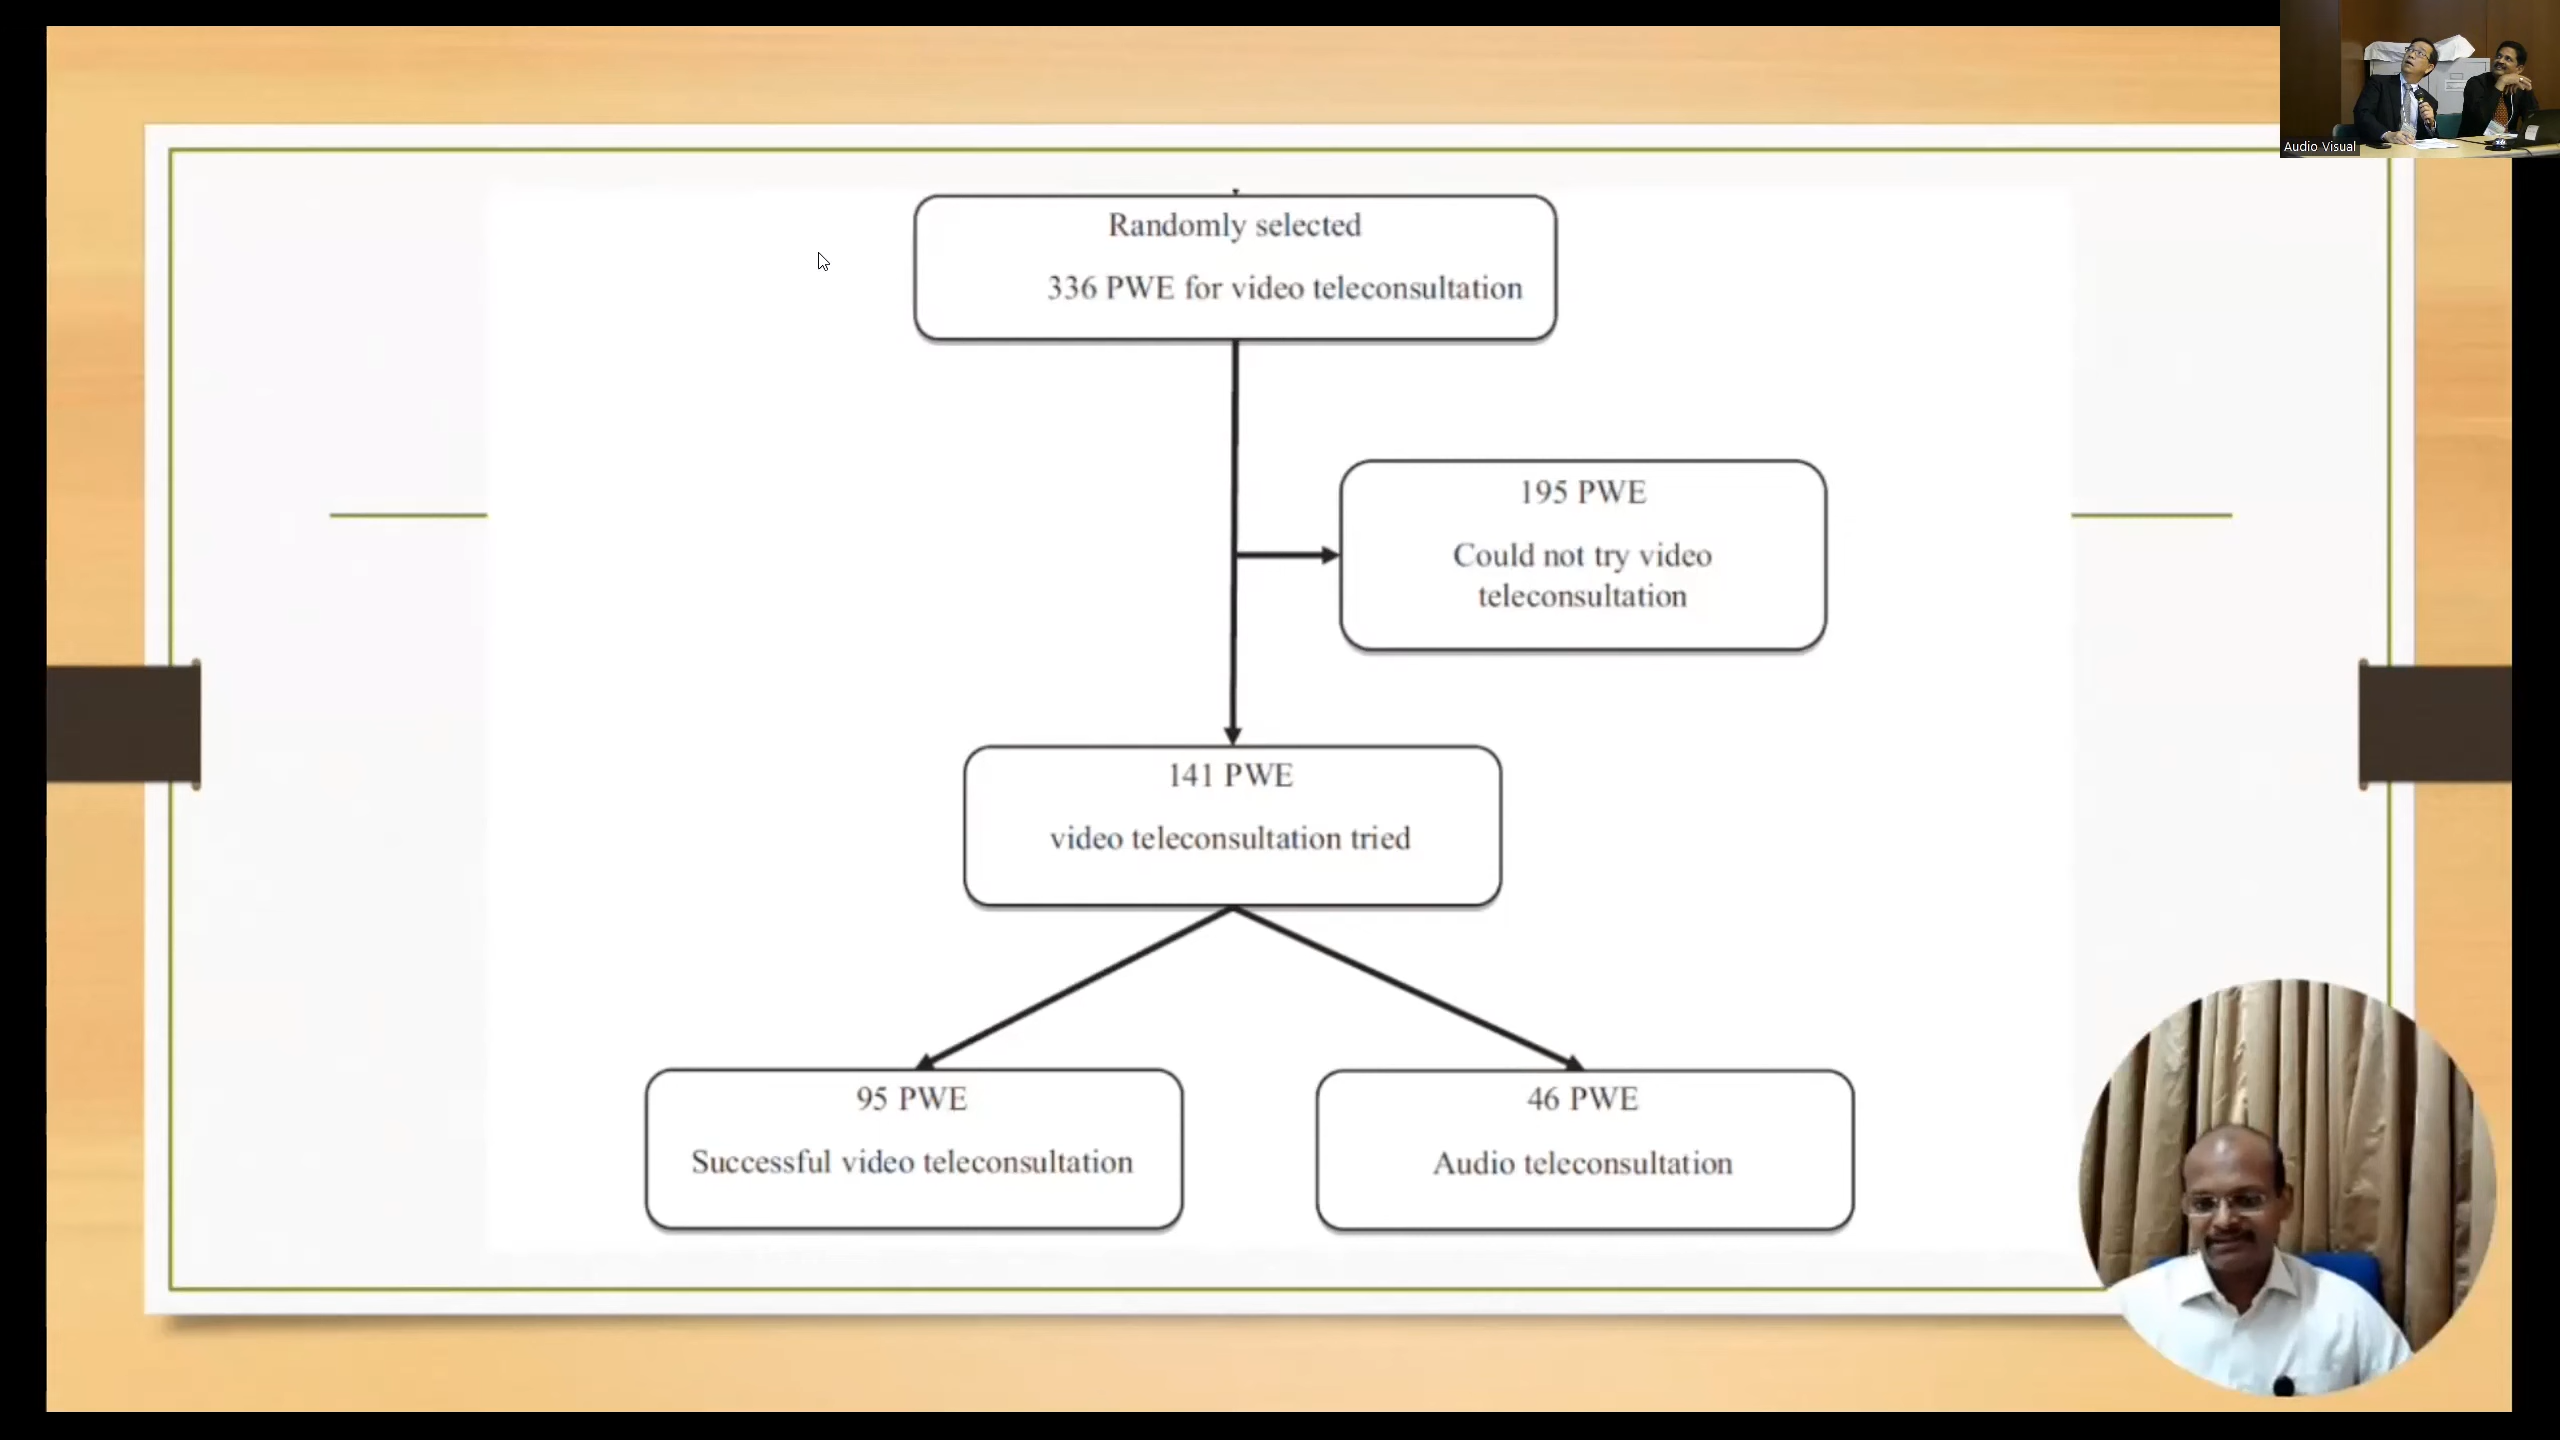 Audio Visual
Randomly selected
336 PWE for video teleconsultation
195 PWE
Could not try video
teleconsultation
141 PWE
video teleconsultation tried
95 PWE
Successful video teleconsultation
46 PWE
Audio teleconsultation